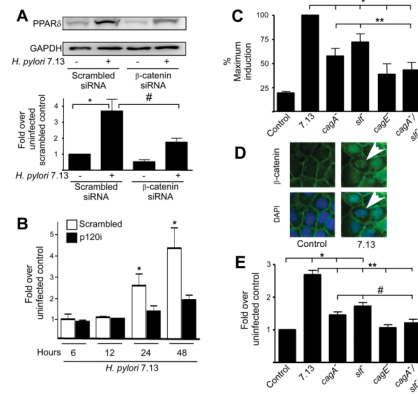 A
PPARδ
GAPDH
H. pylori 7.13 - + - +
Scrambled siRNA
β-catenin siRNA
Fold over uninfected scrambled control
4
3
2
1
0
* #
H. pylori 7.13 - + - +
Scrambled siRNA
β-catenin siRNA
B
Scrambled
p120i
Fold over uninfected control
5
4
3
2
1
* *
Hours 6 12 24 48
H. pylori 7.13
C
% Maximum induction
100
75
50
25
0
*
**
Control 7.13 cagA- slt- cagE- cagA-/slt-
D
β-catenin
DAPI
Control 7.13
E
Fold over uninfected control
3
2
1
0
*
**
#
Control 7.13 cagA- slt- cagE- cagA-/slt-